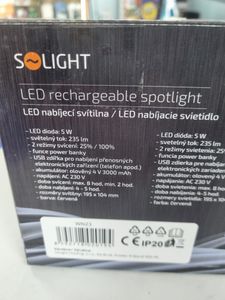 SOLIGHT
LED rechargeable spotlight
LED nabíjecí svítilna / LED nabíjacie svietidlo
- LED dioda: 5 W
- světelný tok: 235 lm
- 2 režimy svícení: 25% / 100%
- funkce power banky
- USB zdířka pro nabíjení přenosných
elektronických zařízení (telefon apod.)
- akumulátor: olověný 4 V 3000 mAh
- napájení: AC 230 V
- doba svícení: max. 8 hod, min. 2 hod.
- doba nabíjení: 4 - 5 hod.
- rozměry svítilny: 195 x 104 mm
- barva: červená
- LED dióda: 5 W
- svetelný tok: 235 lm
- 2 režimy svietenia: 25%
- funcia power banky
- USB zdierka pre nabíjani
elektronických zariadení
- akumulátor: olovený 4 V
- napájanie: AC 230 V
- doba svietenia: max. 8
- doba nabíjania: 4 - 5
- rozmery svietidla: 195 x
- farba: červená
WN23
CE IP20